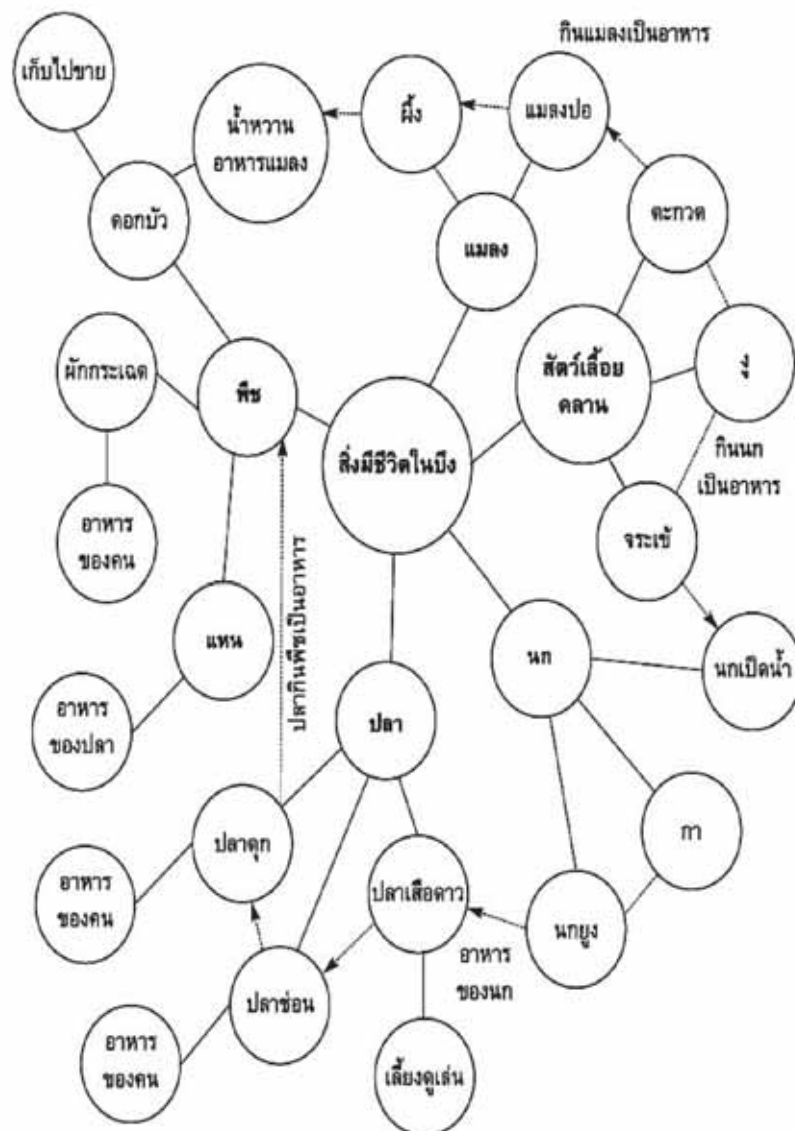 กินแมลงเป็นอาหาร
เก็บไปขาย
น้ำหวาน
อาหารแมลง
ผึ้ง
แมลงปอ
ดอกบัว
แมลง
ตะกวด
ผักกระเฉด
พืช
สิ่งมีชีวิตในบึง
สัตว์เลื้อย
คลาน
งู
กินนก
เป็นอาหาร
อาหาร
ของคน
จระเข้
แหน
ปลากินพืชเป็นอาหาร
นก
นกเป็ดน้ำ
อาหาร
ของปลา
ปลา
ปลาดุก
กา
อาหาร
ของคน
ปลาเสือดาว
นกยูง
อาหาร
ของนก
ปลาช่อน
อาหาร
ของคน
เลี้ยงดูเล่น